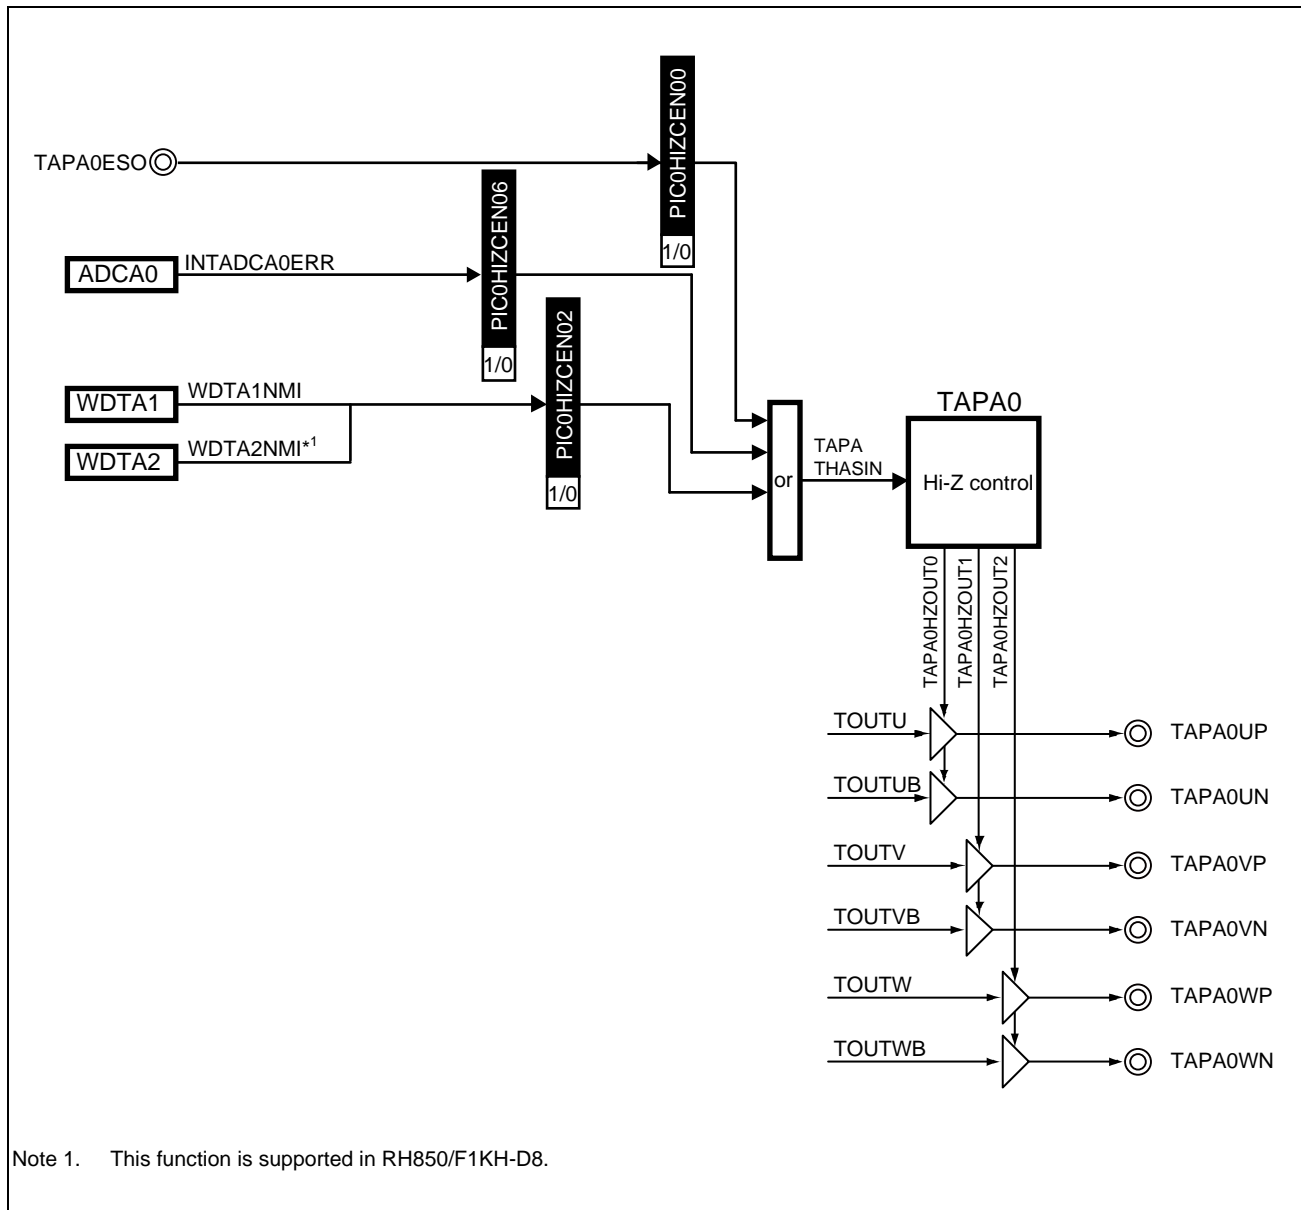 PIC0HIZCEN00
1/0
TAPA0ESO
PIC0HIZCEN06
1/0
ADCA0
INTADCA0ERR
PIC0HIZCEN02
1/0
WDTA1
WDTA1NMI
WDTA2
WDTA2NMI*1
or
TAPA
THASIN
TAPA0
Hi-Z control
TAPA0HZOUT0
TAPA0HZOUT1
TAPA0HZOUT2
TOUTU
TAPA0UP
TOUTUB
TAPA0UN
TOUTV
TAPA0VP
TOUTVB
TAPA0VN
TOUTW
TAPA0WP
TOUTWB
TAPA0WN
Note 1. This function is supported in RH850/F1KH-D8.